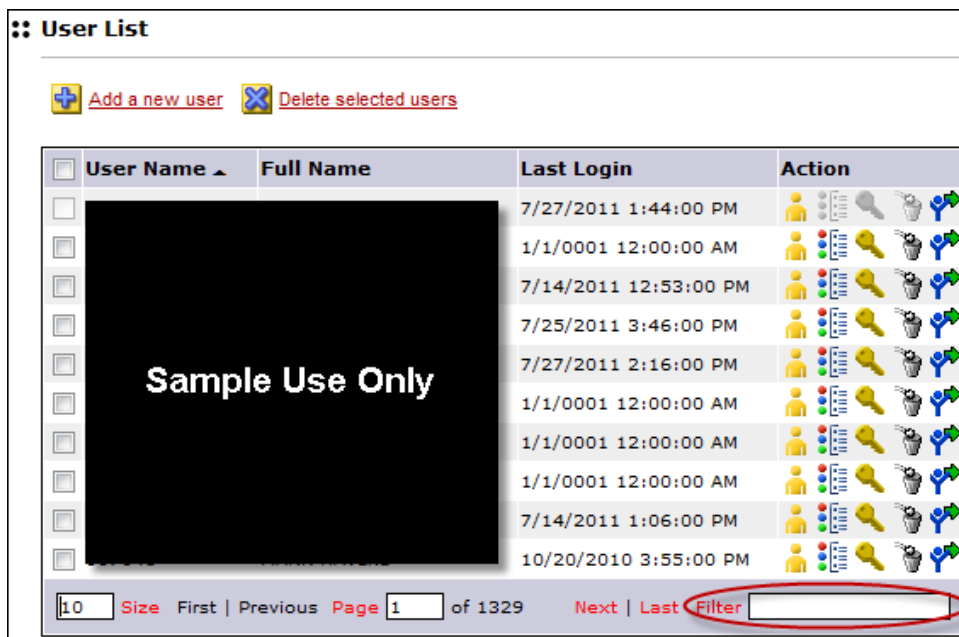 User List
Add a new user Delete selected users
User Name Full Name Last Login Action
7/27/2011 1:44:00 PM
1/1/0001 12:00:00 AM
7/14/2011 12:53:00 PM
7/25/2011 3:46:00 PM
7/27/2011 2:16:00 PM
Sample Use Only
1/1/0001 12:00:00 AM
1/1/0001 12:00:00 AM
1/1/0001 12:00:00 AM
7/14/2011 1:06:00 PM
10/20/2010 3:55:00 PM
10 Size First | Previous Page 1 of 1329 Next | Last Filter